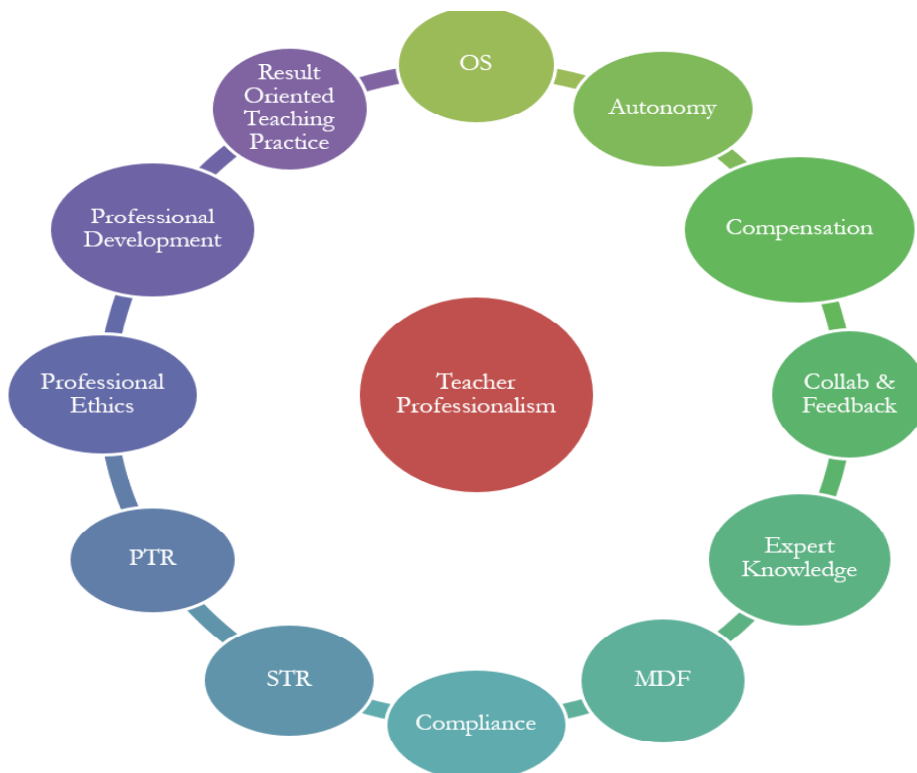 OS
Autonomy
Compensation
Collab &
Feedback
Expert
Knowledge
MDF
Compliance
STR
PTR
Professional
Ethics
Professional
Development
Result
Oriented
Teaching
Practice
Teacher
Professionalism